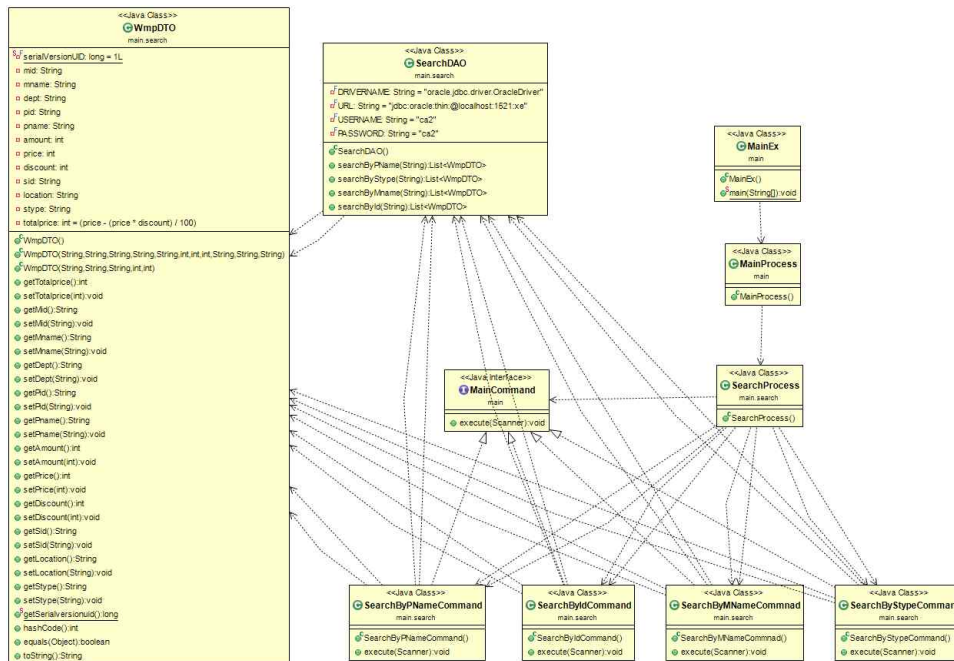 <<Java Class>>
WmpDTO
main.search
serialVersionUID: long = 1L
mid: String
mname: String
dept: String
pid: String
pname: String
amount: int
price: int
discount: int
sid: String
location: String
stype: String
totalprice: int = (price - (price * discount) / 100)
WmpDTO()
WmpDTO(String,String,String,String,String,int,int,int,String,String,String)
WmpDTO(String,String,String,int,int)
getTotalprice():int
setTotalprice(int):void
getMid():String
setMid(String):void
getMname():String
setMname(String):void
getDept():String
setDept(String):void
getPid():String
setPid(String):void
getPname():String
setPname(String):void
getAmount():int
setAmount(int):void
getPrice():int
setPrice(int):void
getDiscount():int
setDiscount(int):void
getSid():String
setSid(String):void
getLocation():String
setLocation(String):void
getStype():String
setStype(String):void
getSerialversionuid():long
hashCode():int
equals(Object):boolean
toString():String
<<Java Class>>
SearchDAO
main.search
DRIVERNAME: String = "oracle.jdbc.driver.OracleDriver"
URL: String = "jdbc:oracle:thin:@localhost:1521:xe"
USERNAME: String = "ca2"
PASSWORD: String = "ca2"
SearchDAO()
searchByPName(String):List<WmpDTO>
searchByStype(String):List<WmpDTO>
searchByMname(String):List<WmpDTO>
searchById(String):List<WmpDTO>
<<Java Class>>
MainEx
main
MainEx()
main(String[]):void
<<Java Class>>
MainProcess
main
MainProcess()
<<Java Interface>>
MainCommand
main
execute(Scanner):void
<<Java Class>>
SearchProcess
main.search
SearchProcess()
<<Java Class>>
SearchByPNameCommand
main.search
SearchByPNameCommand()
execute(Scanner):void
<<Java Class>>
SearchByIdCommand
main.search
SearchByIdCommand()
execute(Scanner):void
<<Java Class>>
SearchByMNameCommnad
main.search
SearchByMNameCommnad()
execute(Scanner):void
<<Java Class>>
SearchByStypeCommand
main.search
SearchByStypeCommand()
execute(Scanner):void